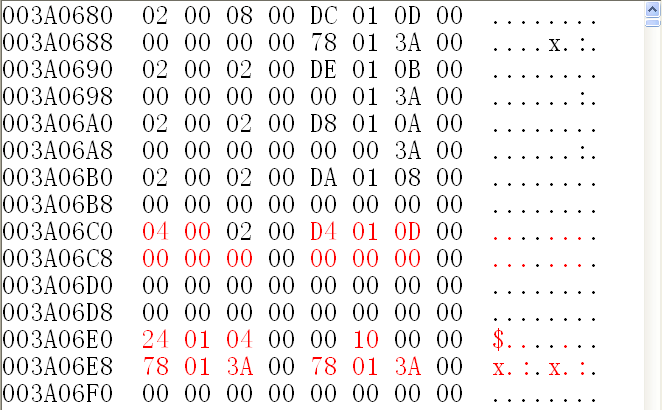 003A0680 02 00 08 00 DC 01 0D 00 ........
003A0688 00 00 00 00 78 01 3A 00 ....x.:.
003A0690 02 00 02 00 DE 01 0B 00 ........
003A0698 00 00 00 00 00 01 3A 00 ......:.
003A06A0 02 00 02 00 D8 01 0A 00 ........
003A06A8 00 00 00 00 00 00 3A 00 ......:.
003A06B0 02 00 02 00 DA 01 08 00 ........
003A06B8 00 00 00 00 00 00 00 00 ........
003A06C0 04 00 02 00 D4 01 0D 00 ........
003A06C8 00 00 00 00 00 00 00 00 ........
003A06D0 00 00 00 00 00 00 00 00 ........
003A06D8 00 00 00 00 00 00 00 00 ........
003A06E0 24 01 04 00 00 10 00 00 $.......
003A06E8 78 01 3A 00 78 01 3A 00 x.:.x.:.
003A06F0 00 00 00 00 00 00 00 00 ........